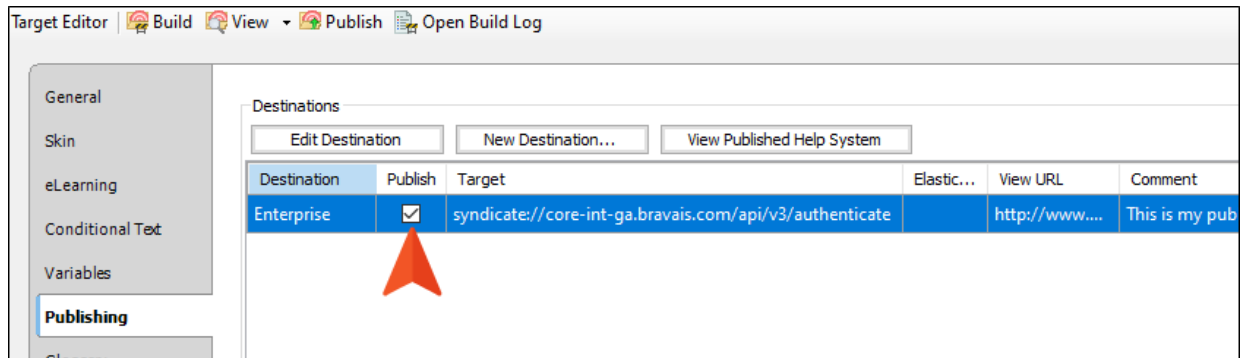 Target Editor Build View Publish Open Build Log
General
Destinations
Edit Destination New Destination... View Published Help System
Skin
Destination Publish Target Elastic... View URL Comment
eLearning
Enterprise syndicate://core-int-ga.bravais.com/api/v3/authenticate http://www.... This is my pub
Conditional Text
Variables
Publishing